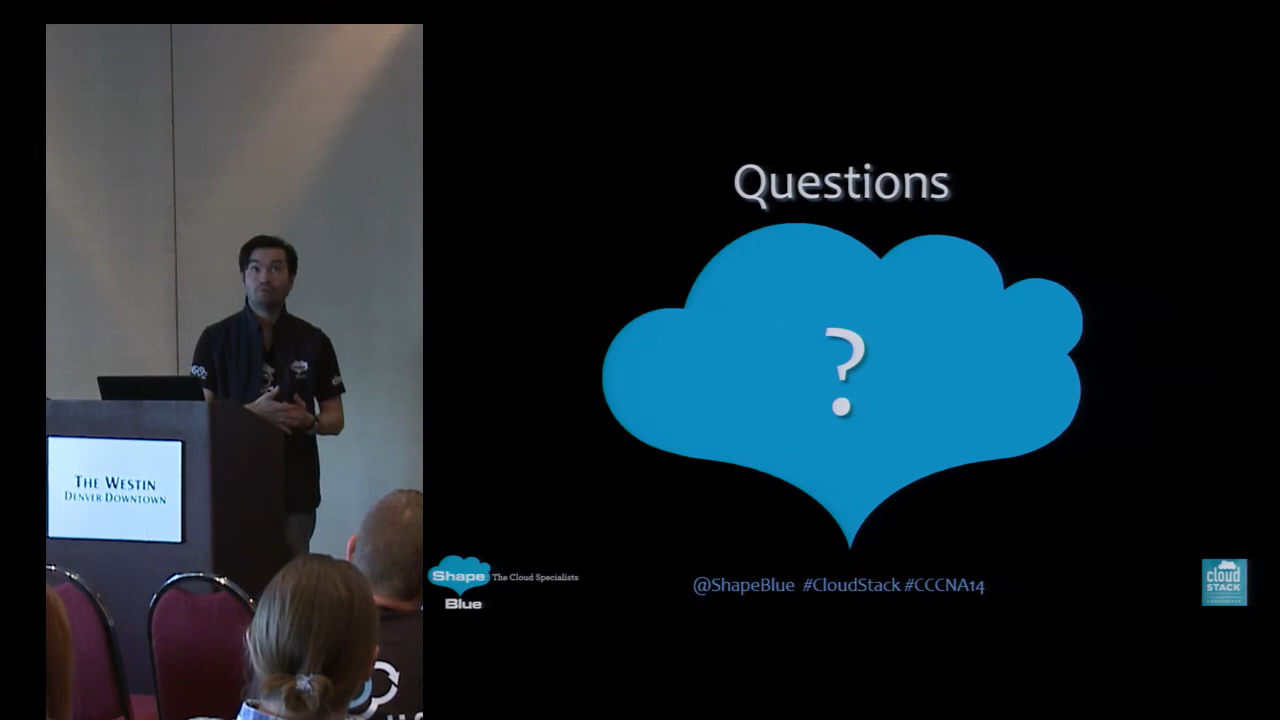 Questions
?
THE WESTIN
DENVER DOWNTOWN
Shape
Blue
The Cloud Specialists
@ShapeBlue #CloudStack #CCCNA14
cloud
STACK